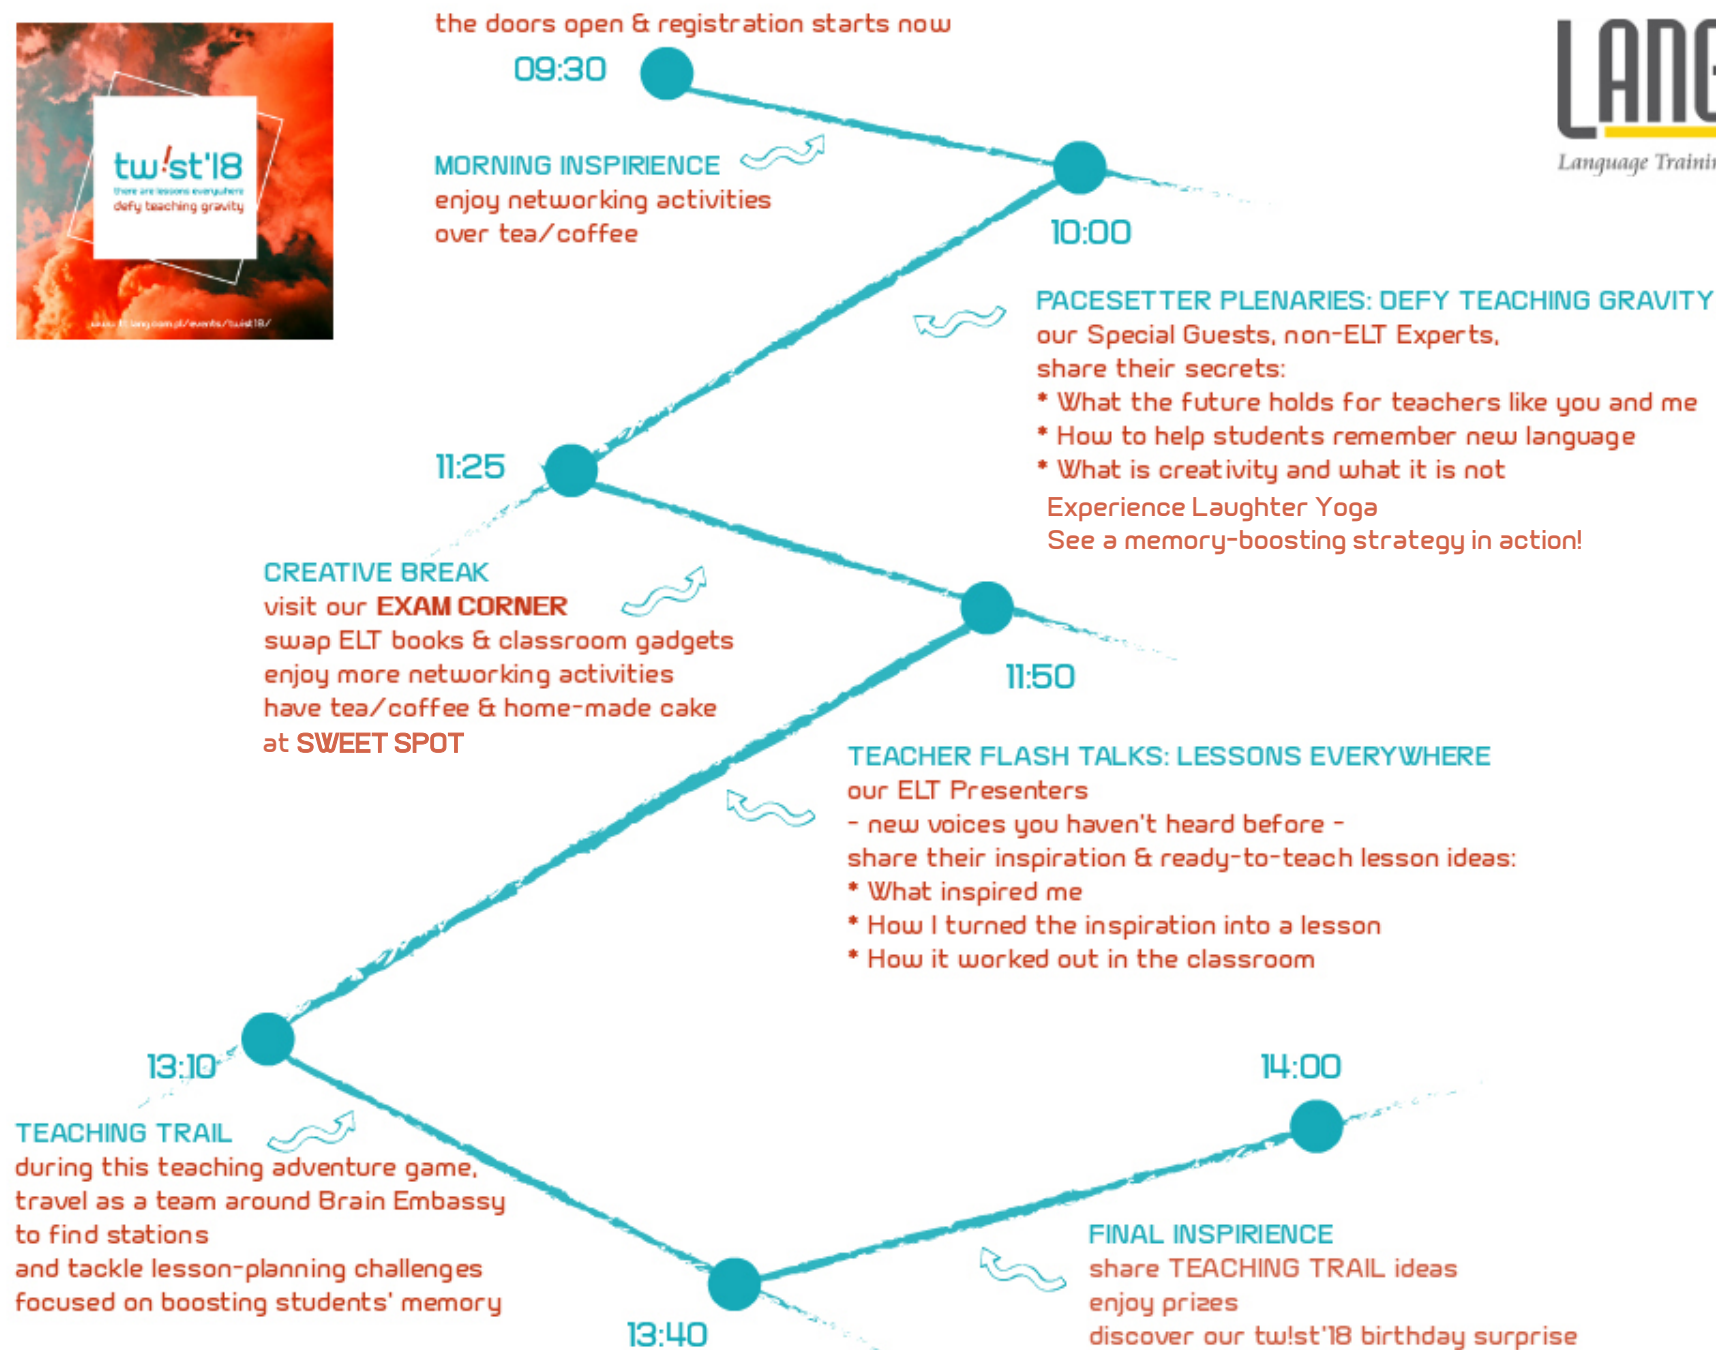 the doors open & registration starts now
09:30
tw!st'18
there are lessons everywhere
defy teaching gravity
LANG
Language Trainin
MORNING INSPIRIENCE
enjoy networking activities
over tea/coffee
10:00
PACESETTER PLENARIES: DEFY TEACHING GRAVITY
our Special Guests, non-ELT Experts,
share their secrets:
* What the future holds for teachers like you and me
* How to help students remember new language
* What is creativity and what it is not
Experience Laughter Yoga
See a memory-boosting strategy in action!
11:25
CREATIVE BREAK
visit our EXAM CORNER
swap ELT books & classroom gadgets
enjoy more networking activities
have tea/coffee & home-made cake
at SWEET SPOT
11:50
TEACHER FLASH TALKS: LESSONS EVERYWHERE
our ELT Presenters
- new voices you haven't heard before -
share their inspiration & ready-to-teach lesson ideas:
* What inspired me
* How I turned the inspiration into a lesson
* How it worked out in the classroom
13:10
TEACHING TRAIL
during this teaching adventure game,
travel as a team around Brain Embassy
to find stations
and tackle lesson-planning challenges
focused on boosting students' memory
13:40
14:00
FINAL INSPIRIENCE
share TEACHING TRAIL ideas
enjoy prizes
discover our tw!st'18 birthday surprise